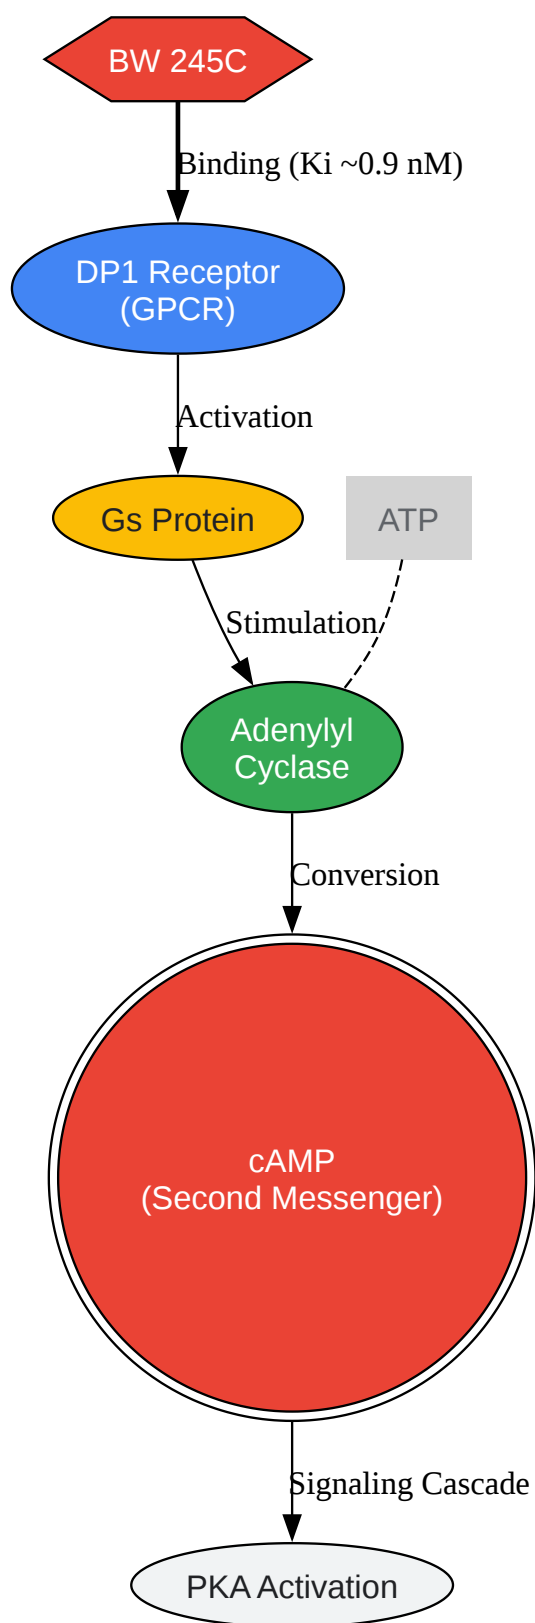 BW 245C
Binding (Ki ~0.9 nM)
DP1 Receptor
(GPCR)
Activation
Gs Protein
ATP
Stimulation
Adenylyl
Cyclase
Conversion
cAMP
(Second Messenger)
Signaling Cascade
PKA Activation